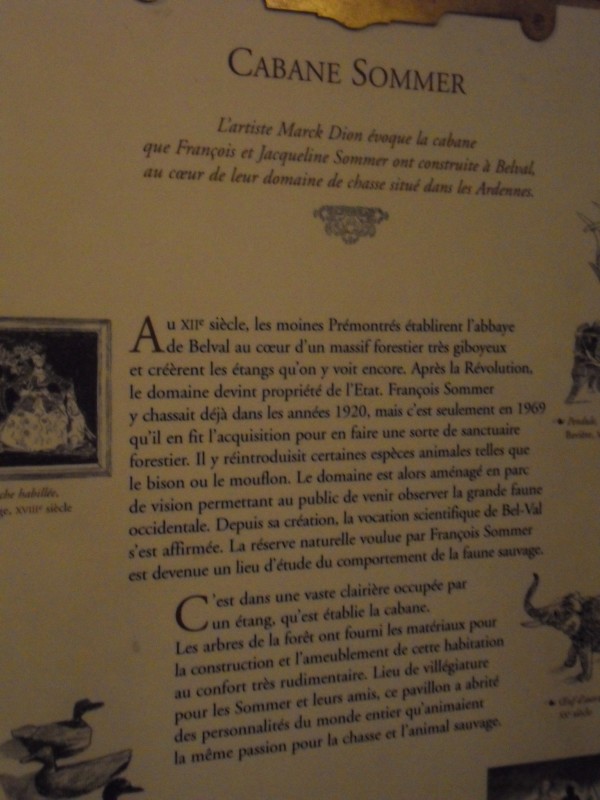 CABANE SOMMER
L'artiste Marck Dion évoque la cabane
que François et Jacqueline Sommer ont construite à Belval,
au cœur de leur domaine de chasse situé dans les Ardennes.
Au XIIe siècle, les moines Prémontrés établirent l'abbaye
de Belval au cœur d'un massif forestier très giboyeux
et créèrent les étangs qu'on y voit encore. Après la Révolution,
le domaine devint propriété de l'Etat. François Sommer
y chassait déjà dans les années 1920, mais c'est seulement en 1969
qu'il en fit l'acquisition pour en faire une sorte de sanctuaire
forestier. Il y réintroduisit certaines espèces animales telles que
le bison ou le mouflon. Le domaine est alors aménagé en parc
de vision permettant au public de venir observer la grande faune
occidentale. Depuis sa création, la vocation scientifique de Bel-Val
s'est affirmée. La réserve naturelle voulue par François Sommer
est devenue un lieu d'étude du comportement de la faune sauvage.
C'est dans une vaste clairière occupée par
un étang, qu'est établie la cabane.
Les arbres de la forêt ont fourni les matériaux pour
la construction et l'ameublement de cette habitation
au confort très rudimentaire. Lieu de villégiature
pour les Sommer et leurs amis, ce pavillon a abrité
des personnalités du monde entier qu'animaient
la même passion pour la chasse et l'animal sauvage.
che habillée,
ge, XVIIIe siècle
Pendule,
XXe siècle